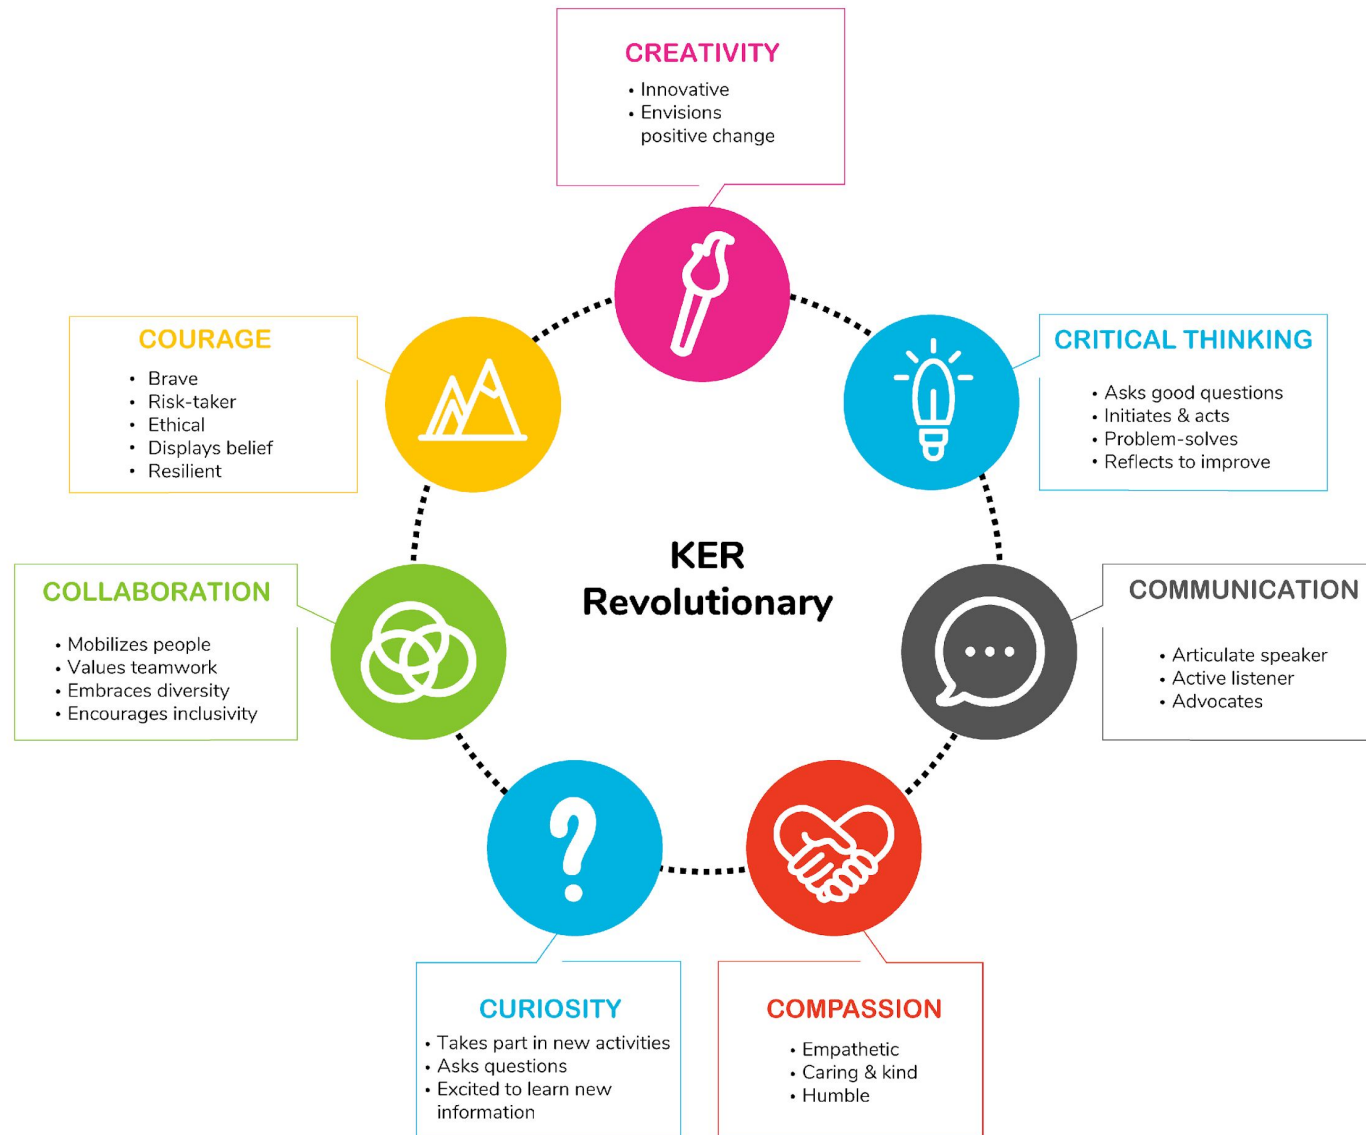 CREATIVITY
• Innovative
• Envisions
positive change
CRITICAL THINKING
• Asks good questions
• Initiates & acts
• Problem-solves
• Reflects to improve
COMMUNICATION
• Articulate speaker
• Active listener
• Advocates
COMPASSION
• Empathetic
• Caring & kind
• Humble
CURIOSITY
• Takes part in new activities
• Asks questions
• Excited to learn new
information
COLLABORATION
• Mobilizes people
• Values teamwork
• Embraces diversity
• Encourages inclusivity
COURAGE
• Brave
• Risk-taker
• Ethical
• Displays belief
• Resilient
KER
Revolutionary